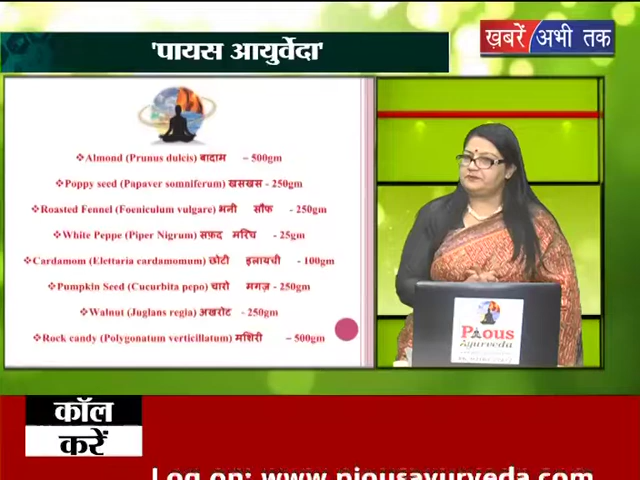 'पायस आयुर्वेदा'
ख़बरें अभी तक
❖Almond (Prunus dulcis) बादाम – 500gm
❖Poppy seed (Papaver somniferum) खसखस - 250gm
❖Roasted Fennel (Foeniculum vulgare) भनी सौंफ - 250gm
❖White Peppe (Piper Nigrum) सफ़द मरिच - 25gm
❖Cardamom (Elettaria cardamomum) छोटी इलायची - 100gm
❖Pumpkin Seed (Cucurbita pepo) चारो मगज़ - 250gm
❖Walnut (Juglans regia) अखरोट - 250gm
❖Rock candy (Polygonatum verticillatum) मशिरी – 500gm
Pious
Ayurveda
कॉल
करें
Log on: www.piousayurveda.com